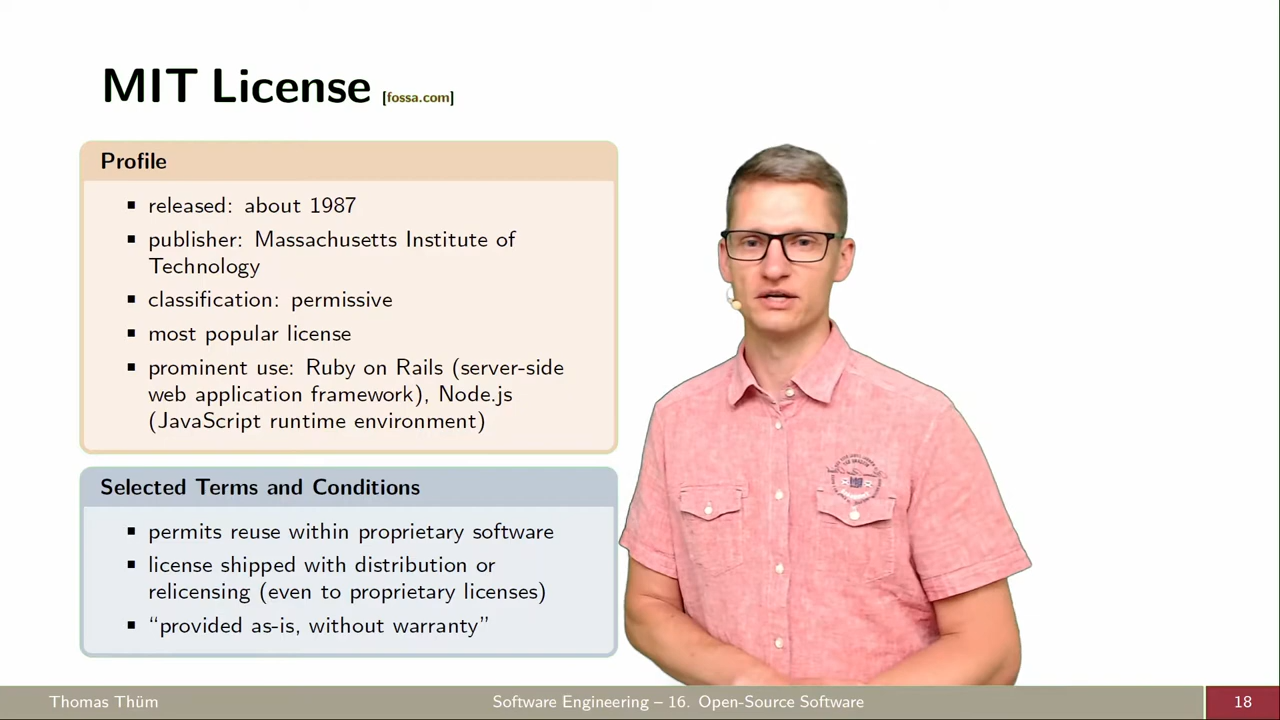 MIT License [fossa.com]
Profile
▪ released: about 1987
▪ publisher: Massachusetts Institute of
Technology
▪ classification: permissive
▪ most popular license
▪ prominent use: Ruby on Rails (server-side
web application framework), Node.js
(JavaScript runtime environment)
Selected Terms and Conditions
▪ permits reuse within proprietary software
▪ license shipped with distribution or
relicensing (even to proprietary licenses)
▪ “provided as-is, without warranty”
Thomas Thüm
Software Engineering – 16. Open-Source Software
18